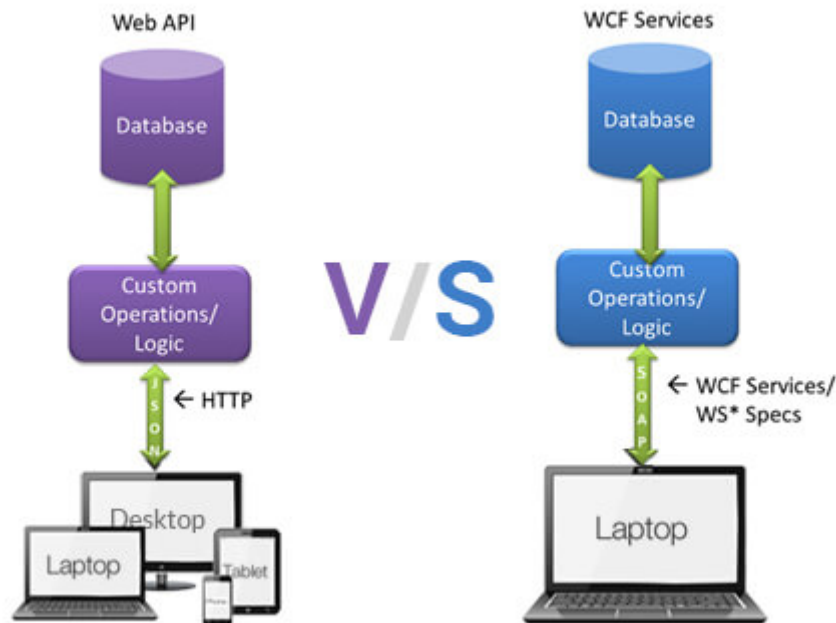 Web API
Database
Custom
Operations/
Logic
JSON
← HTTP
Desktop
Laptop
Tablet
iPhone
V/S
WCF Services
Database
Custom
Operations/
Logic
SOAP
← WCF Services/
WS* Specs
Laptop